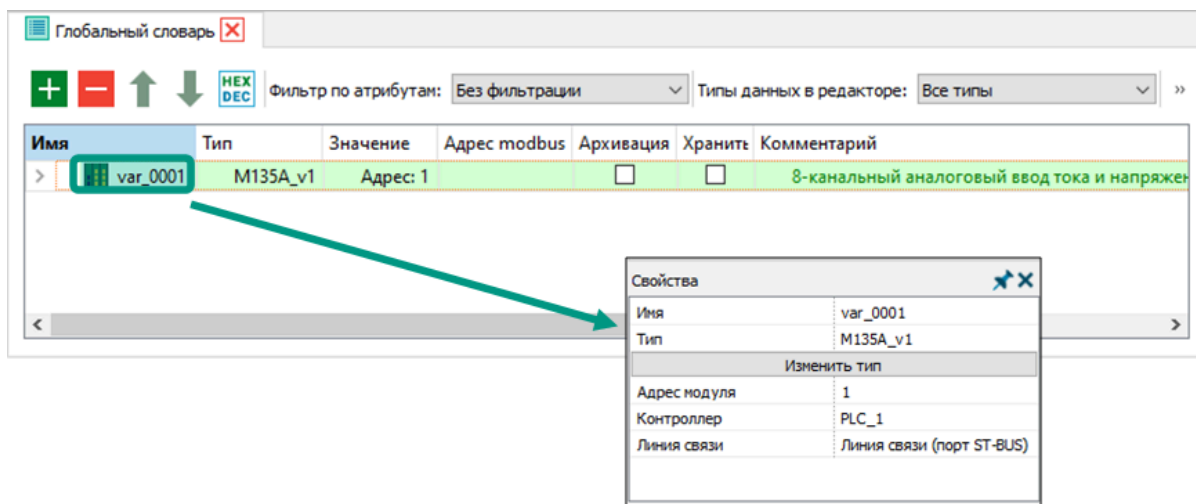 Глобальный словарь
HEX DEC Фильтр по атрибутам: Без фильтрации Типы данных в редакторе: Все типы »
Имя Тип Значение Адрес modbus Архивация Хранить Комментарий
var_0001 M135A_v1 Адрес: 1 8-канальный аналоговый ввод тока и напряжен
Свойства
Имя var_0001
Тип M135A_v1
Изменить тип
Адрес модуля 1
Контроллер PLC_1
Линия связи Линия связи (порт ST-BUS)